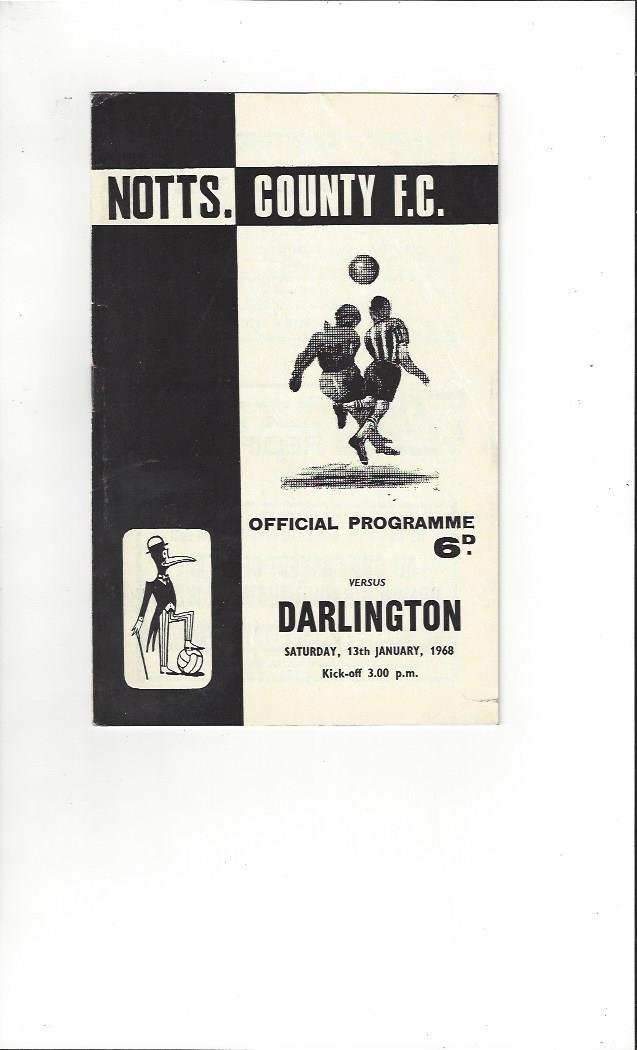 NOTTS. COUNTY F.C.
OFFICIAL PROGRAMME
6D.
VERSUS
DARLINGTON
SATURDAY, 13th JANUARY, 1968
Kick-off 3.00 p.m.